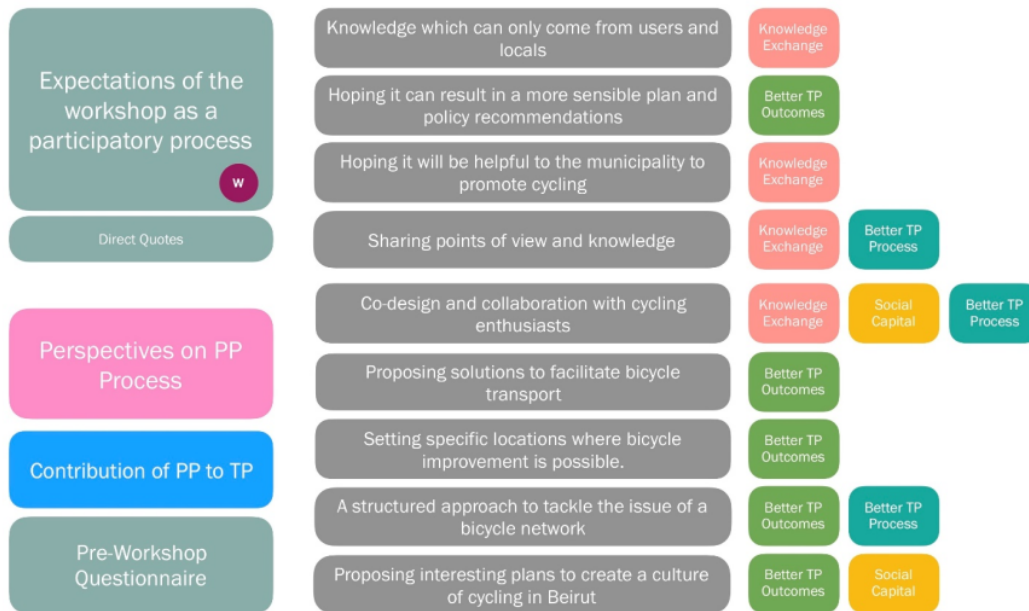 Expectations of the
workshop as a
participatory process
W
Direct Quotes
Perspectives on PP
Process
Contribution of PP to TP
Pre-Workshop
Questionnaire
Knowledge which can only come from users and
locals
Knowledge
Exchange
Hoping it can result in a more sensible plan and
policy recommendations
Better TP
Outcomes
Hoping it will be helpful to the municipality to
promote cycling
Knowledge
Exchange
Sharing points of view and knowledge
Knowledge
Exchange
Better TP
Process
Co-design and collaboration with cycling
enthusiasts
Knowledge
Exchange
Social
Capital
Better TP
Process
Proposing solutions to facilitate bicycle
transport
Better TP
Outcomes
Setting specific locations where bicycle
improvement is possible.
Better TP
Outcomes
A structured approach to tackle the issue of a
bicycle network
Better TP
Outcomes
Better TP
Process
Proposing interesting plans to create a culture
of cycling in Beirut
Better TP
Outcomes
Social
Capital